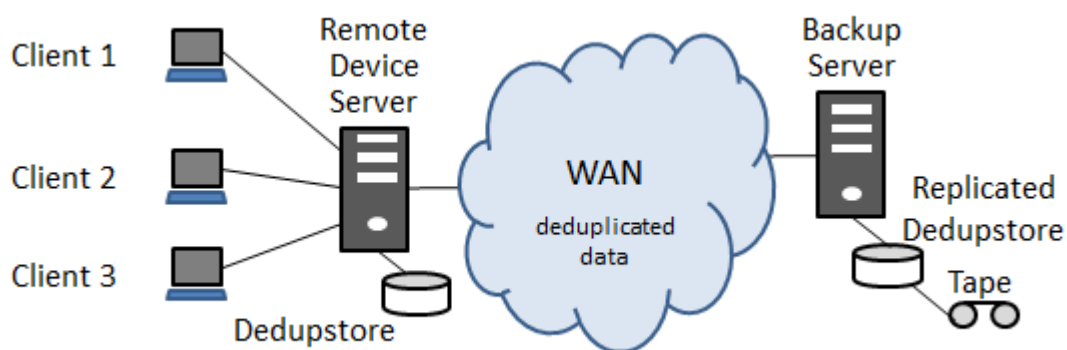 Client 1
Client 2
Client 3
Remote
Device
Server
Dedupstore
WAN
deduplicated
data
Backup
Server
Replicated
Dedupstore
Tape